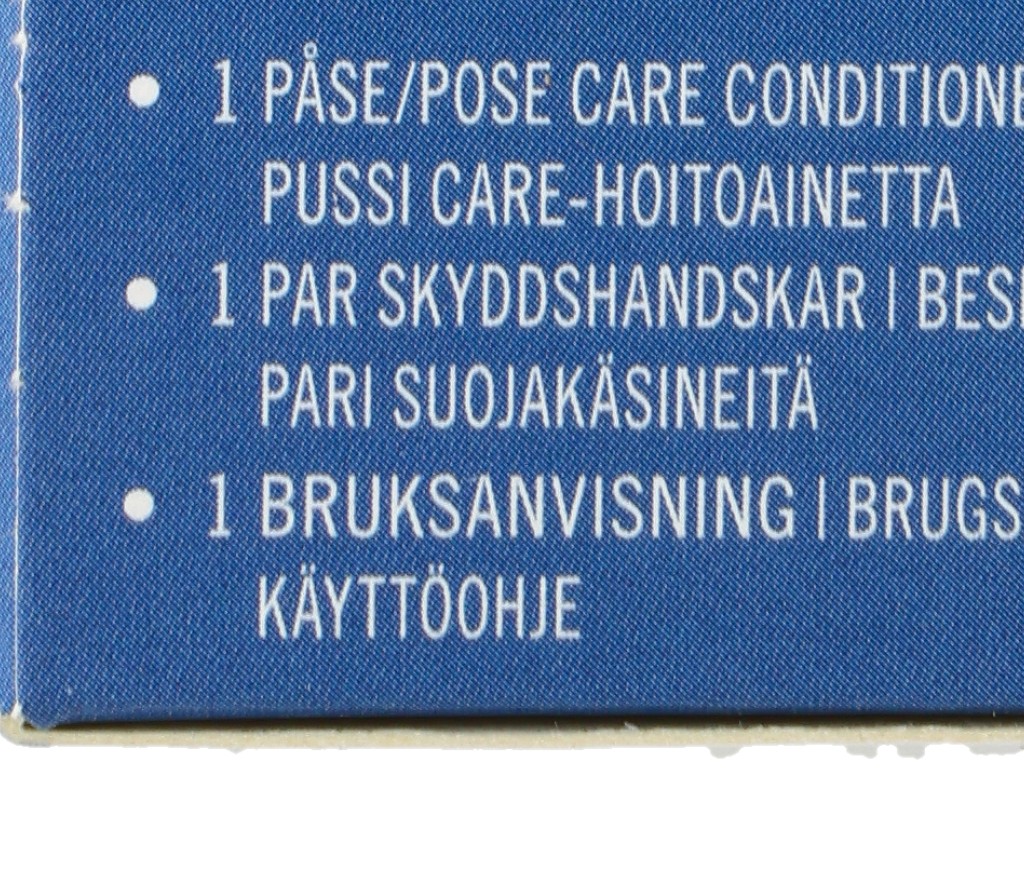 • 1 PÅSE/POSE CARE CONDITIONE
PUSSI CARE-HOITOAINETTA
• 1 PAR SKYDDSHANDSKAR | BES
PARI SUOJAKÄSINEITÄ
• 1 BRUKSANVISNING | BRUGS
KÄYTTÖOHJE